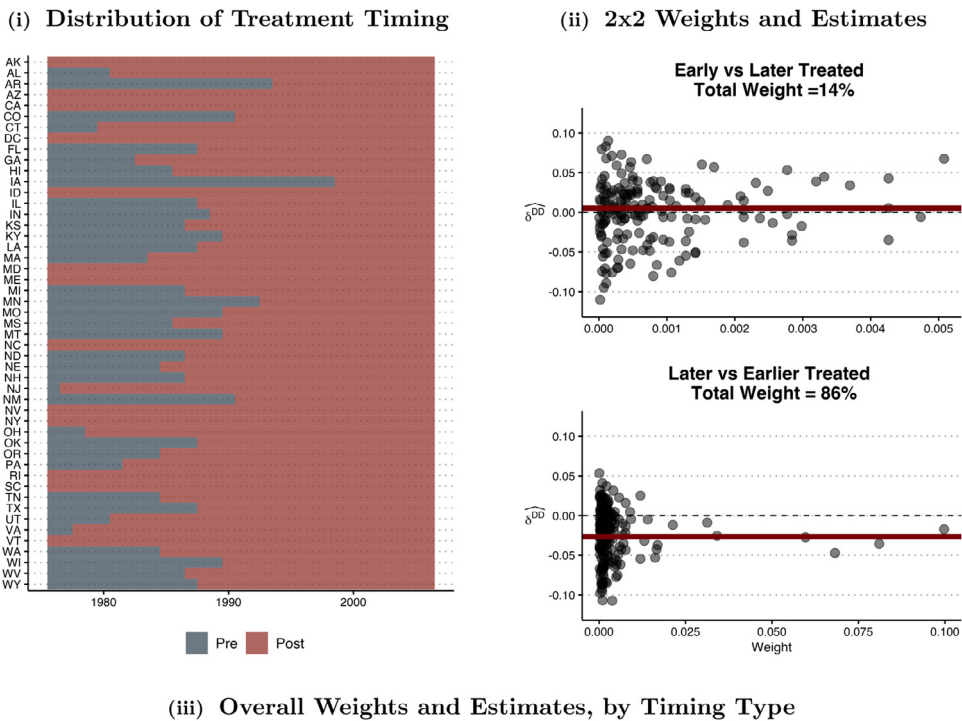 (i) Distribution of Treatment Timing
AK
AL
AR
AZ
CA
CO
CT
DC
FL
GA
HI
IA
ID
IL
IN
KS
KY
LA
MA
MD
ME
MI
MN
MO
MS
MT
NC
ND
NE
NH
NJ
NM
NV
NY
OH
OK
OR
PA
RI
SC
TN
TX
UT
VA
VT
WA
WI
WV
WY
1980 1990 2000
Pre Post
(ii) 2x2 Weights and Estimates
Early vs Later Treated
Total Weight =14%
0.10
0.05
0.00
-0.05
-0.10
δ̂^DD
0.000 0.001 0.002 0.003 0.004 0.005
Later vs Earlier Treated
Total Weight = 86%
0.10
0.05
0.00
-0.05
-0.10
δ̂^DD
0.000 0.025 0.050 0.075 0.100
Weight
(iii) Overall Weights and Estimates, by Timing Type